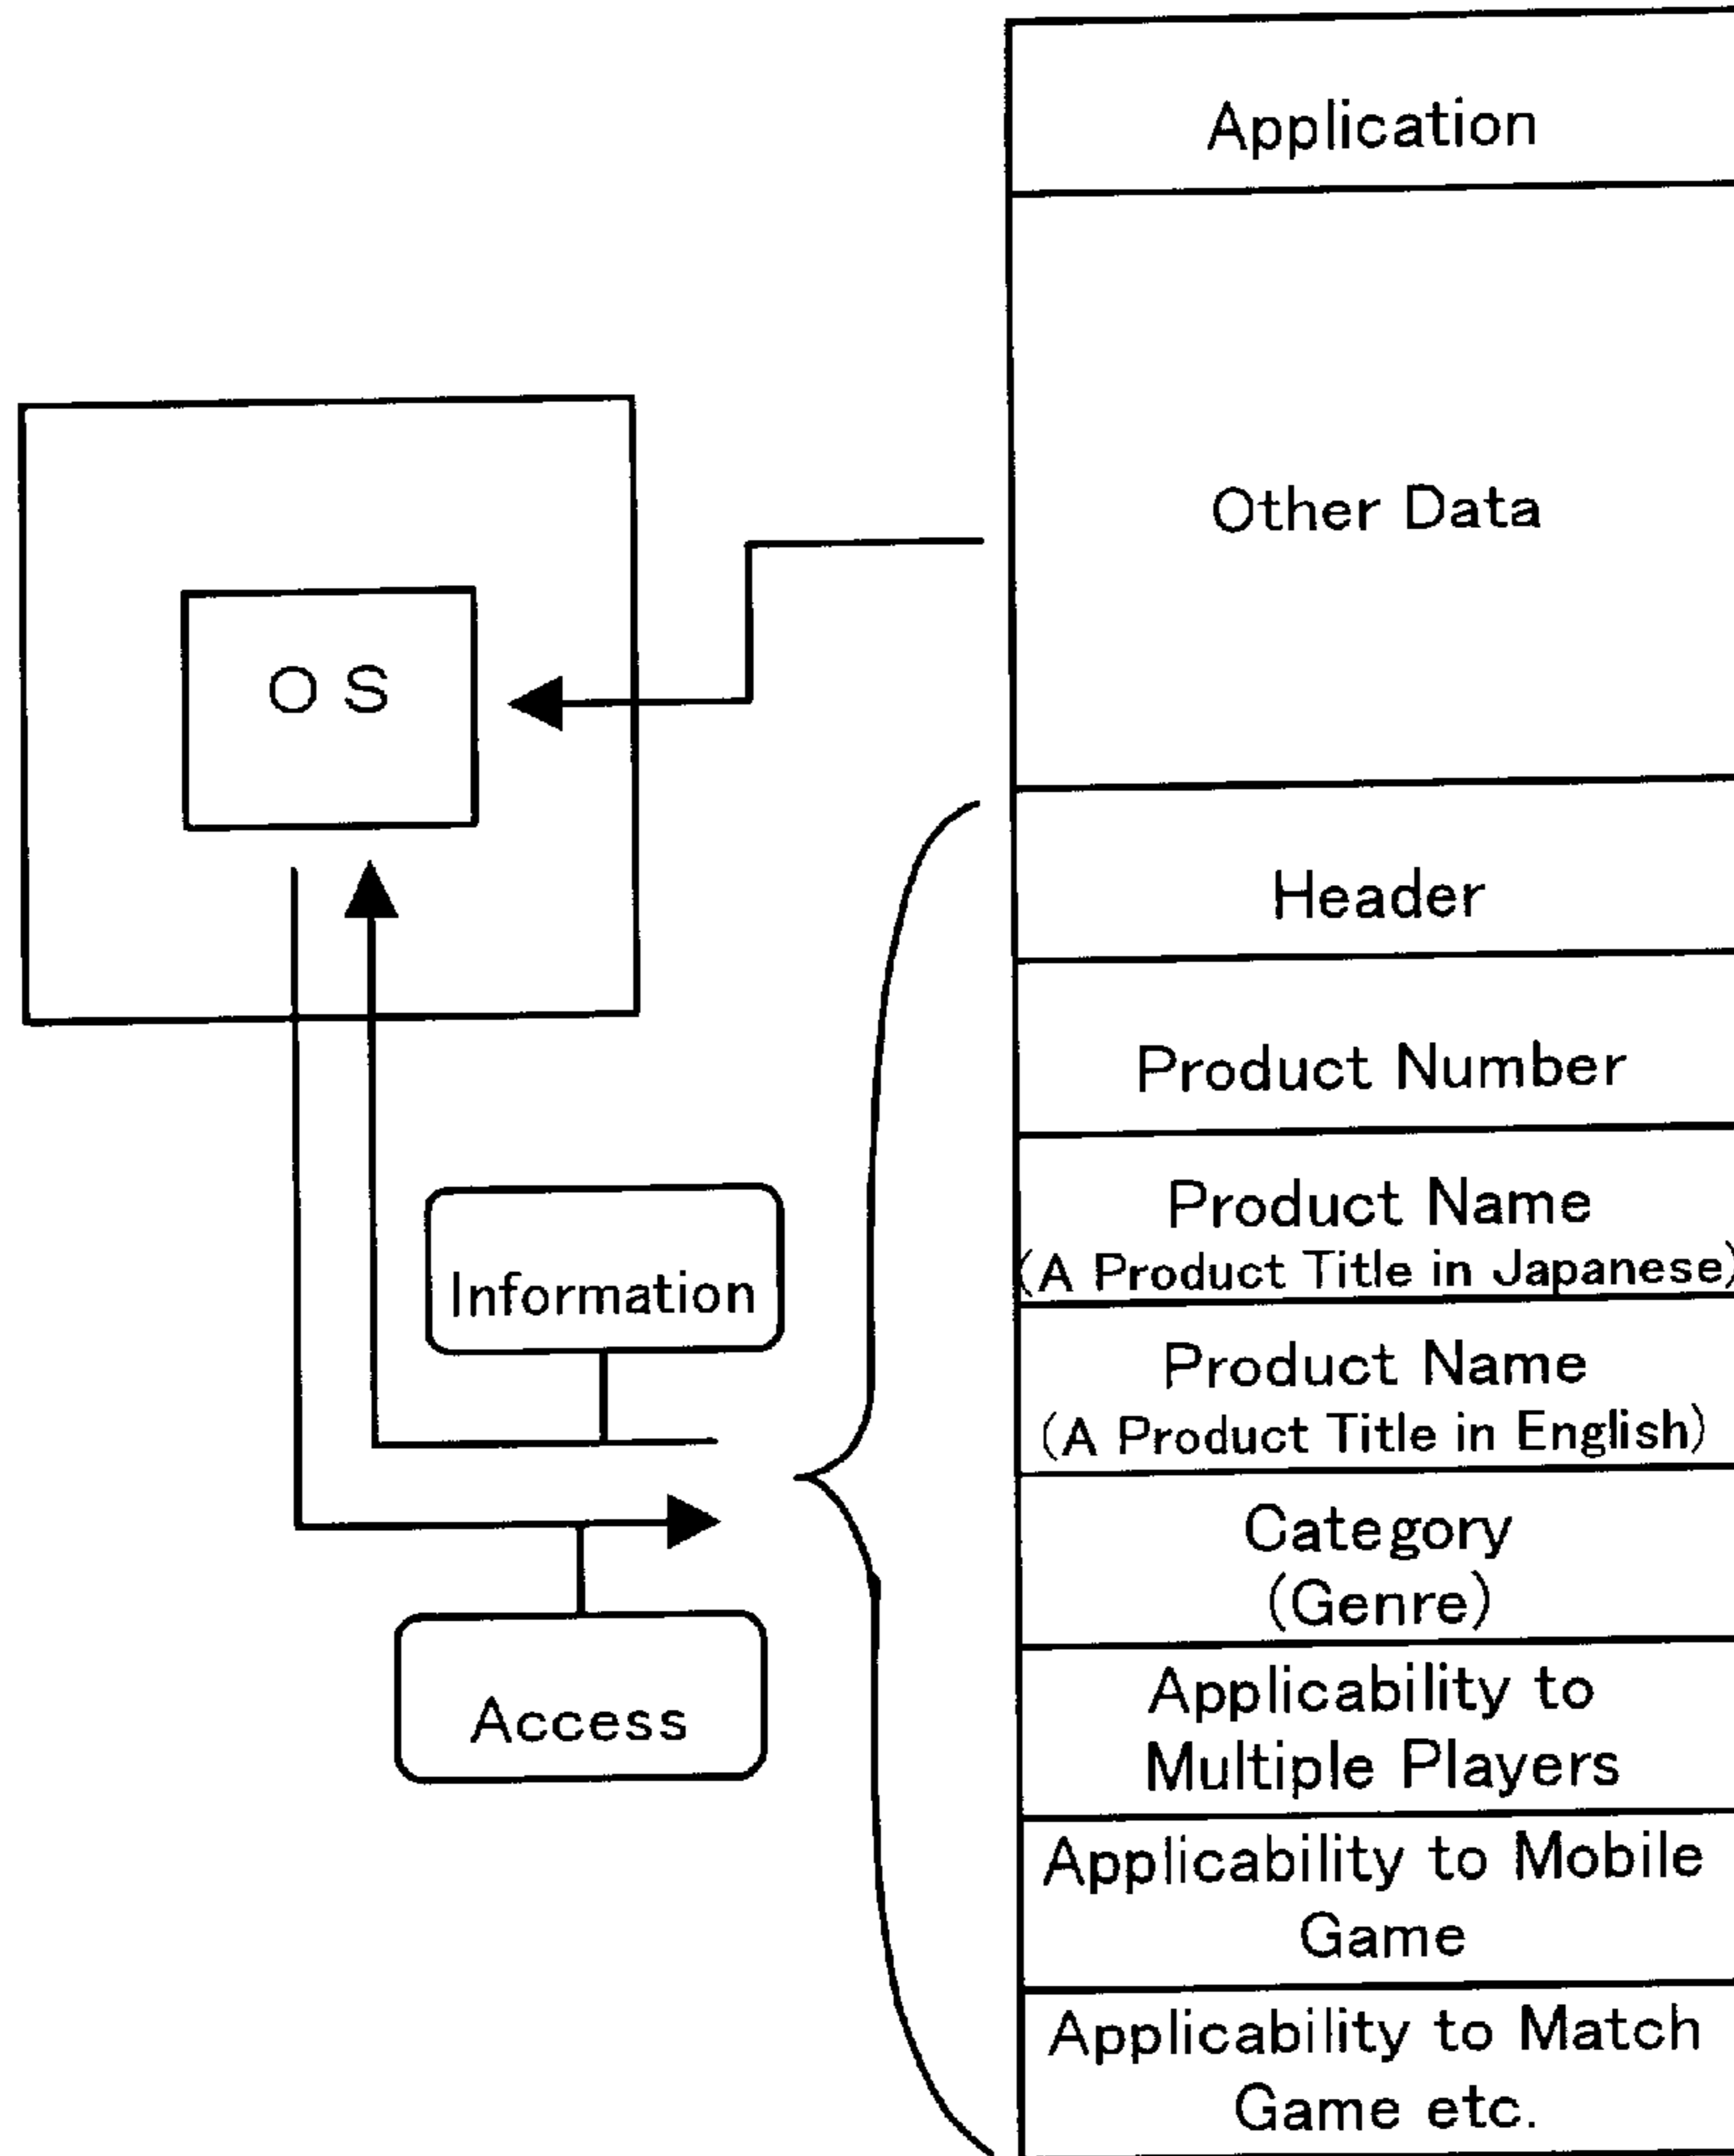 Application
Other Data
OS
Header
Product Number
Product Name
(A Product Title in Japanese)
Information
Product Name
(A Product Title in English)
Category
(Genre)
Access
Applicability to
Multiple Players
Applicability to Mobile
Game
Applicability to Match
Game etc.